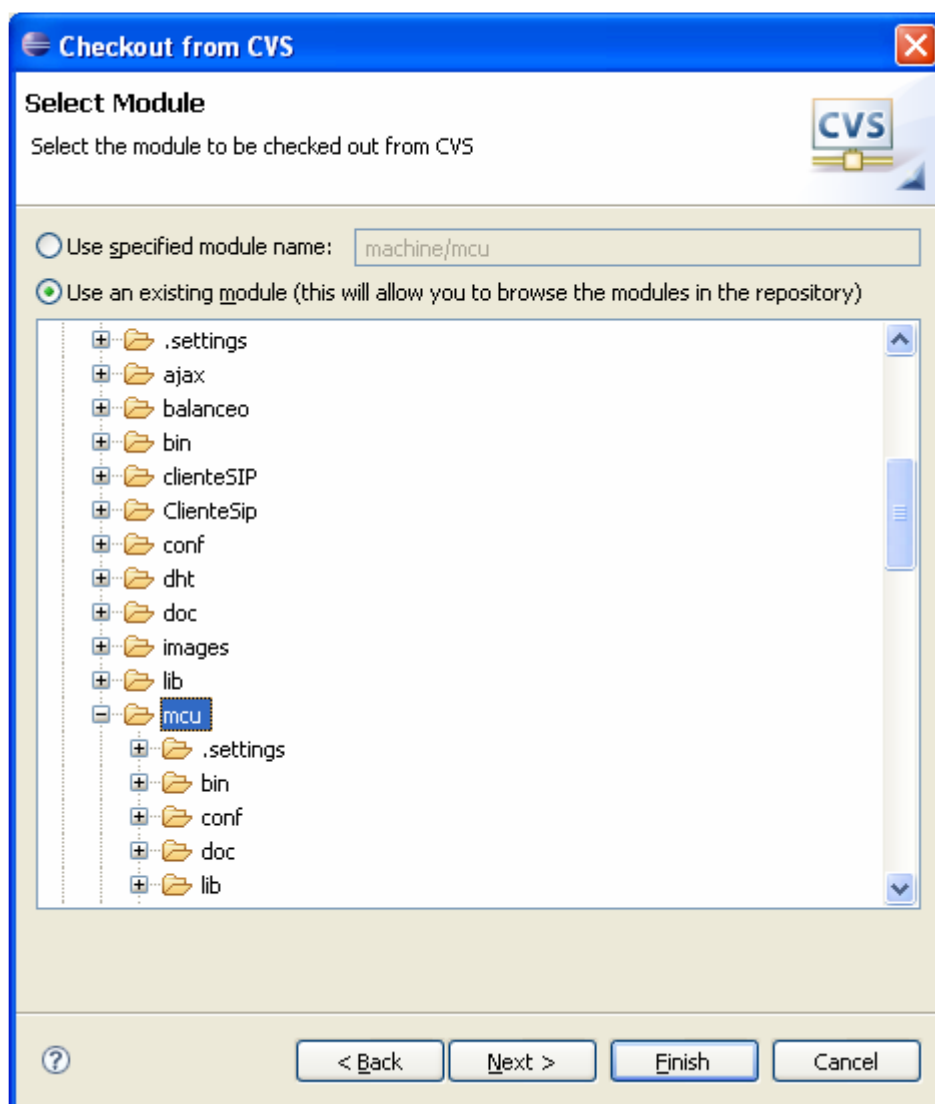 Checkout from CVS
Select Module
Select the module to be checked out from CVS
CVS
Use specified module name: machine/mcu
Use an existing module (this will allow you to browse the modules in the repository)
.settings
ajax
balanceo
bin
clienteSIP
ClienteSip
conf
dht
doc
images
lib
mcu
.settings
bin
conf
doc
lib
? < Back Next > Finish Cancel